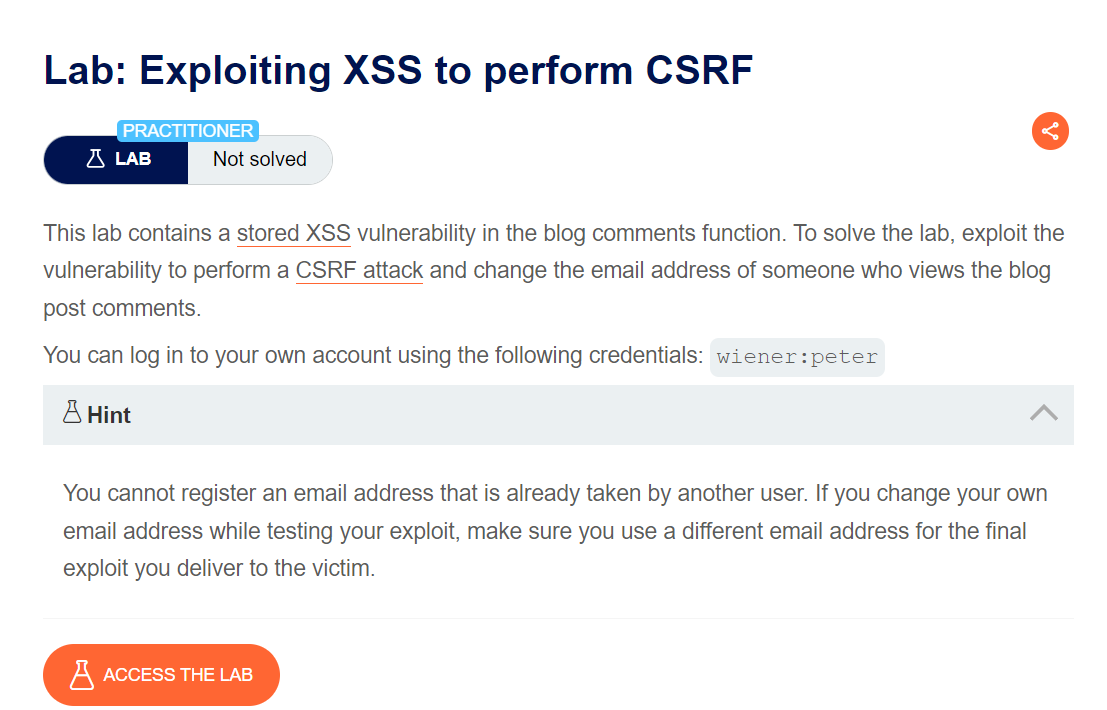 Lab: Exploiting XSS to perform CSRF
PRACTITIONER
LAB Not solved
This lab contains a stored XSS vulnerability in the blog comments function. To solve the lab, exploit the
vulnerability to perform a CSRF attack and change the email address of someone who views the blog
post comments.
You can log in to your own account using the following credentials: wiener:peter
Hint
You cannot register an email address that is already taken by another user. If you change your own
email address while testing your exploit, make sure you use a different email address for the final
exploit you deliver to the victim.
ACCESS THE LAB